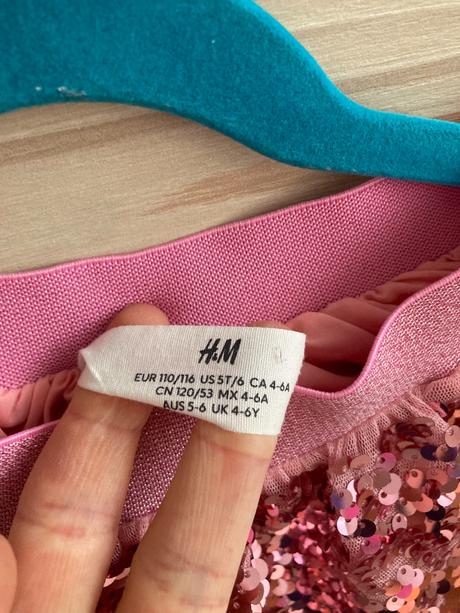 H&M
EUR 110/116 US 5T/6 CA 4-6A
CN 120/53 MX 4-6A
AUS 5-6 UK 4-6Y